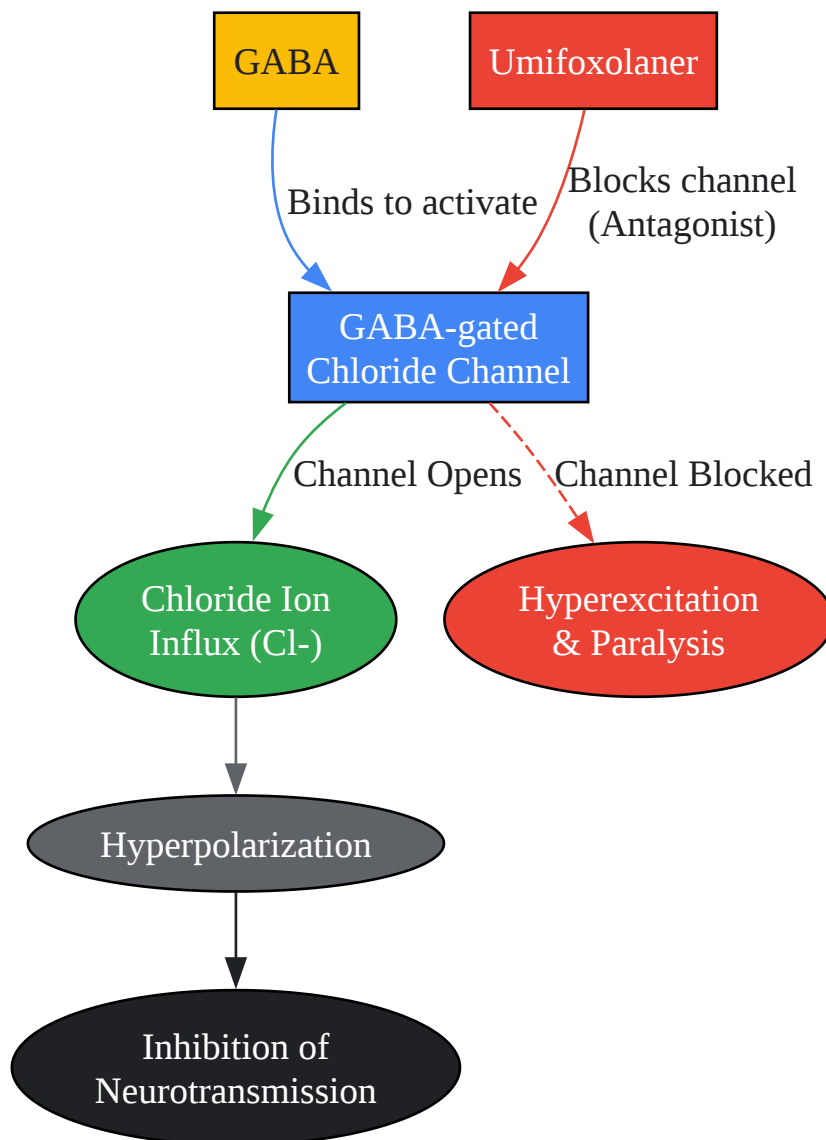 GABA
Umifoxolaner
Binds to activate
Blocks channel
(Antagonist)
GABA-gated
Chloride Channel
Channel Opens
Channel Blocked
Chloride Ion
Influx (Cl-)
Hyperexcitation
& Paralysis
Hyperpolarization
Inhibition of
Neurotransmission